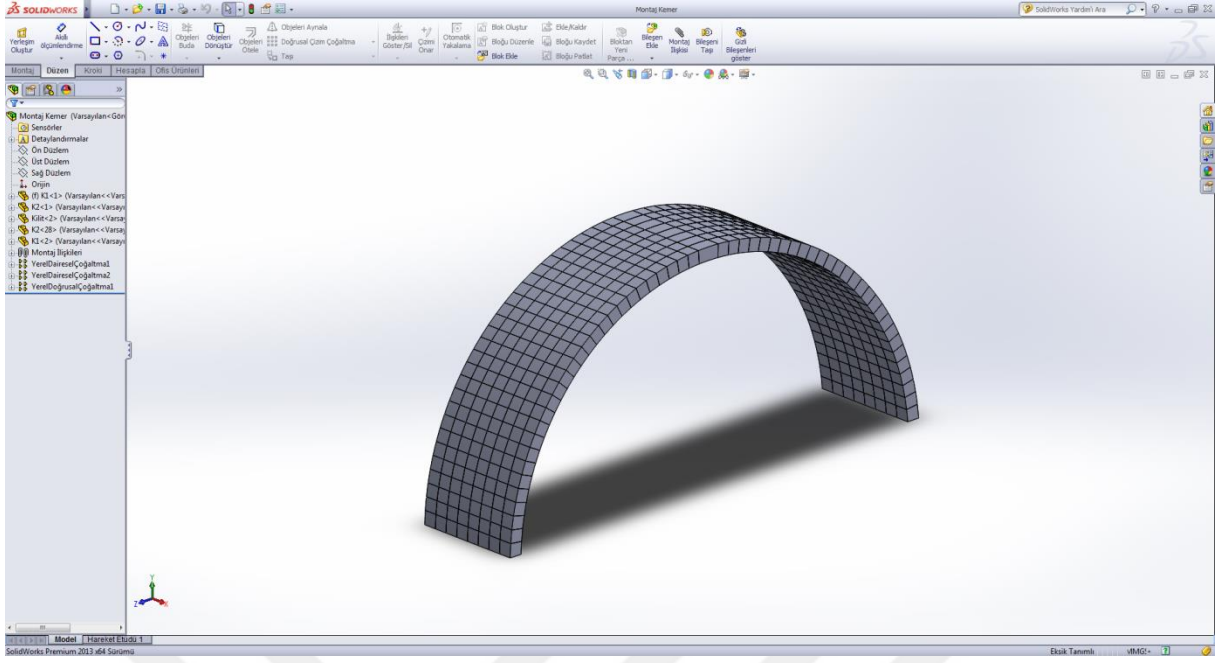 SOLIDWORKS
Montaj Kemer
SolidWorks Yardım'ı Ara
Yerleşim Oluştur
Akıllı ölçümlendirme
Objeleri Buda
Objeleri Dönüştür
Objeleri Ötele
Objeleri Aynala
Doğrusal Çizim Çoğaltma
Taşı
İlişkileri Göster/Sil
Çizimi Onar
Otomatik Yakalama
Blok Oluştur
Bloğu Düzenle
Blok Ekle
Ekle/Kaldır
Bloğu Kaydet
Bloğu Patlat
Bloktan Yeni Parça ...
Bileşen Ekle
Montaj İlişkisi
Bileşeni Taşı
Gizli Bileşenleri göster
Montaj Düzen Kroki Hesapla Ofis Ürünleri
Montaj Kemer (Varsayılan<Gör
Sensörler
Detaylandırmalar
Ön Düzlem
Üst Düzlem
Sağ Düzlem
Orijin
(f) K1<1> (Varsayılan<<Vars
K2<1> (Varsayılan<<Varsayı
Kilit<2> (Varsayılan<<Varsay
K2<28> (Varsayılan<<Varsay
K1<2> (Varsayılan<<Varsayı
Montaj İlişkileri
YerelDaireselÇoğaltma1
YerelDaireselÇoğaltma2
YerelDoğrusalÇoğaltma1
Y
Z
X
Model Hareket Etüdü 1
SolidWorks Premium 2013 x64 Sürümü
Eksik Tanımlı